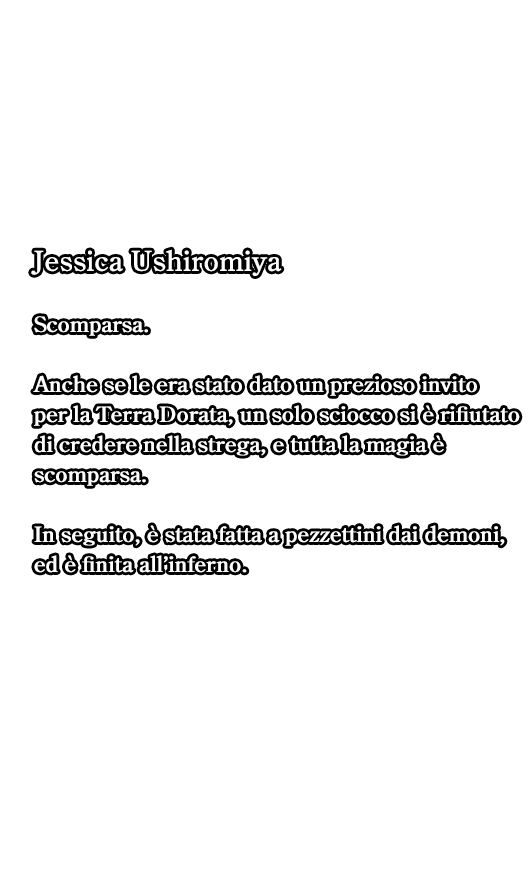 Jessica Ushiromiya
Scomparsa.
Anche se le era stato dato un prezioso invito
per la Terra Dorata, un solo sciocco si è rifiutato
di credere nella strega, e tutta la magia è
scomparsa.
In seguito, è stata fatta a pezzettini dai demoni,
ed è finita all'inferno.